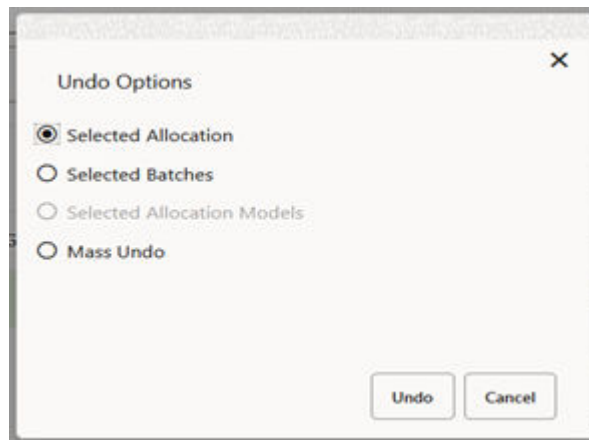 Undo Options
Selected Allocation
Selected Batches
Selected Allocation Models
Mass Undo
Undo
Cancel